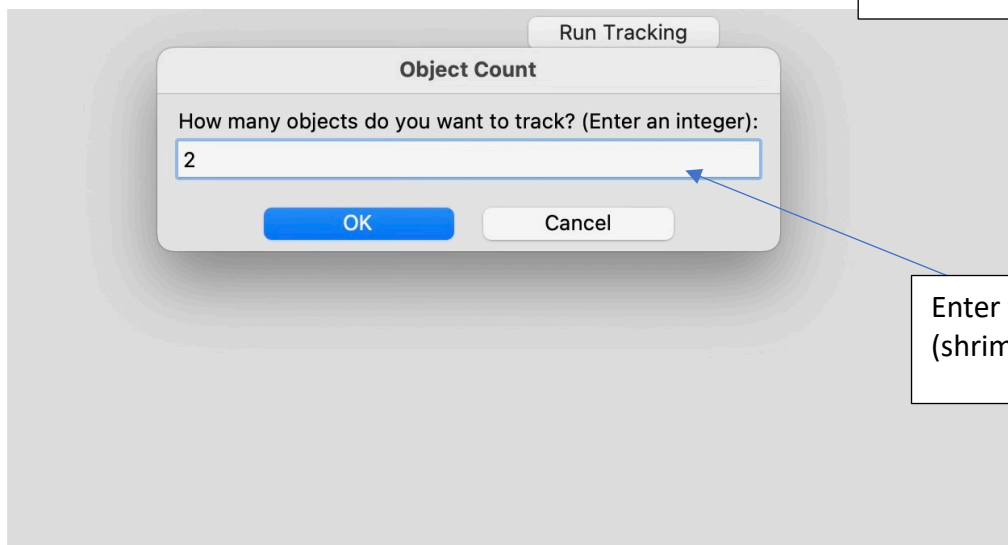 Run Tracking
Object Count
How many objects do you want to track? (Enter an integer):
2
OK
Cancel
Enter